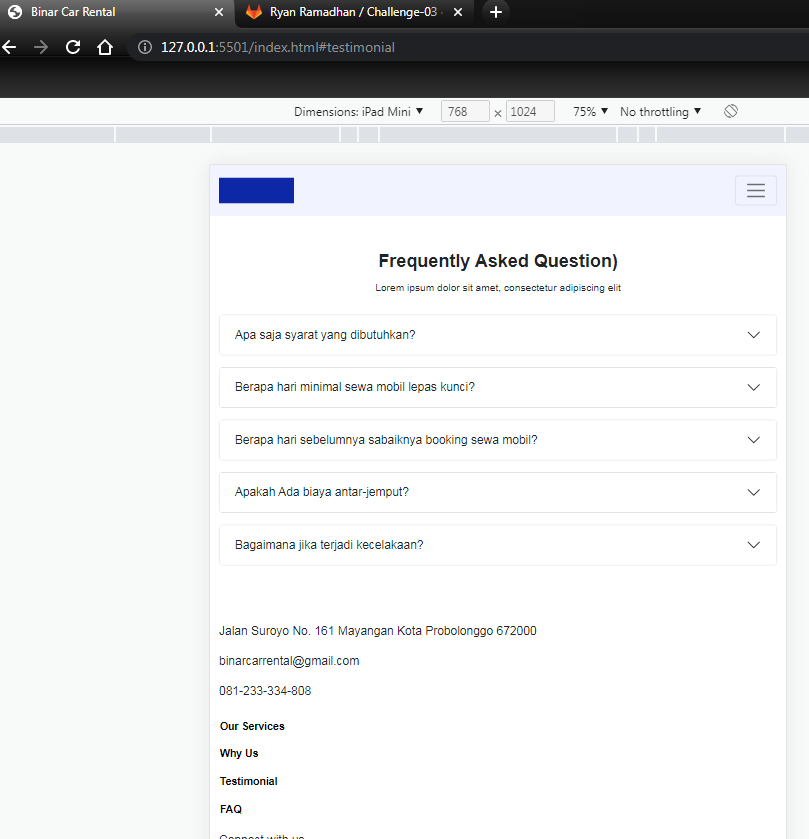 Binar Car Rental
Ryan Ramadhan / Challenge-03
127.0.0.1:5501/index.html#testimonial
Dimensions: iPad Mini ▼ 768 × 1024 75% ▼ No throttling ▼
Frequently Asked Question)
Lorem ipsum dolor sit amet, consectetur adipiscing elit
Apa saja syarat yang dibutuhkan?
Berapa hari minimal sewa mobil lepas kunci?
Berapa hari sebelumnya sabaiknya booking sewa mobil?
Apakah Ada biaya antar-jemput?
Bagaimana jika terjadi kecelakaan?
Jalan Suroyo No. 161 Mayangan Kota Probolonggo 672000
binarcarrental@gmail.com
081-233-334-808
Our Services
Why Us
Testimonial
FAQ
Connect with us